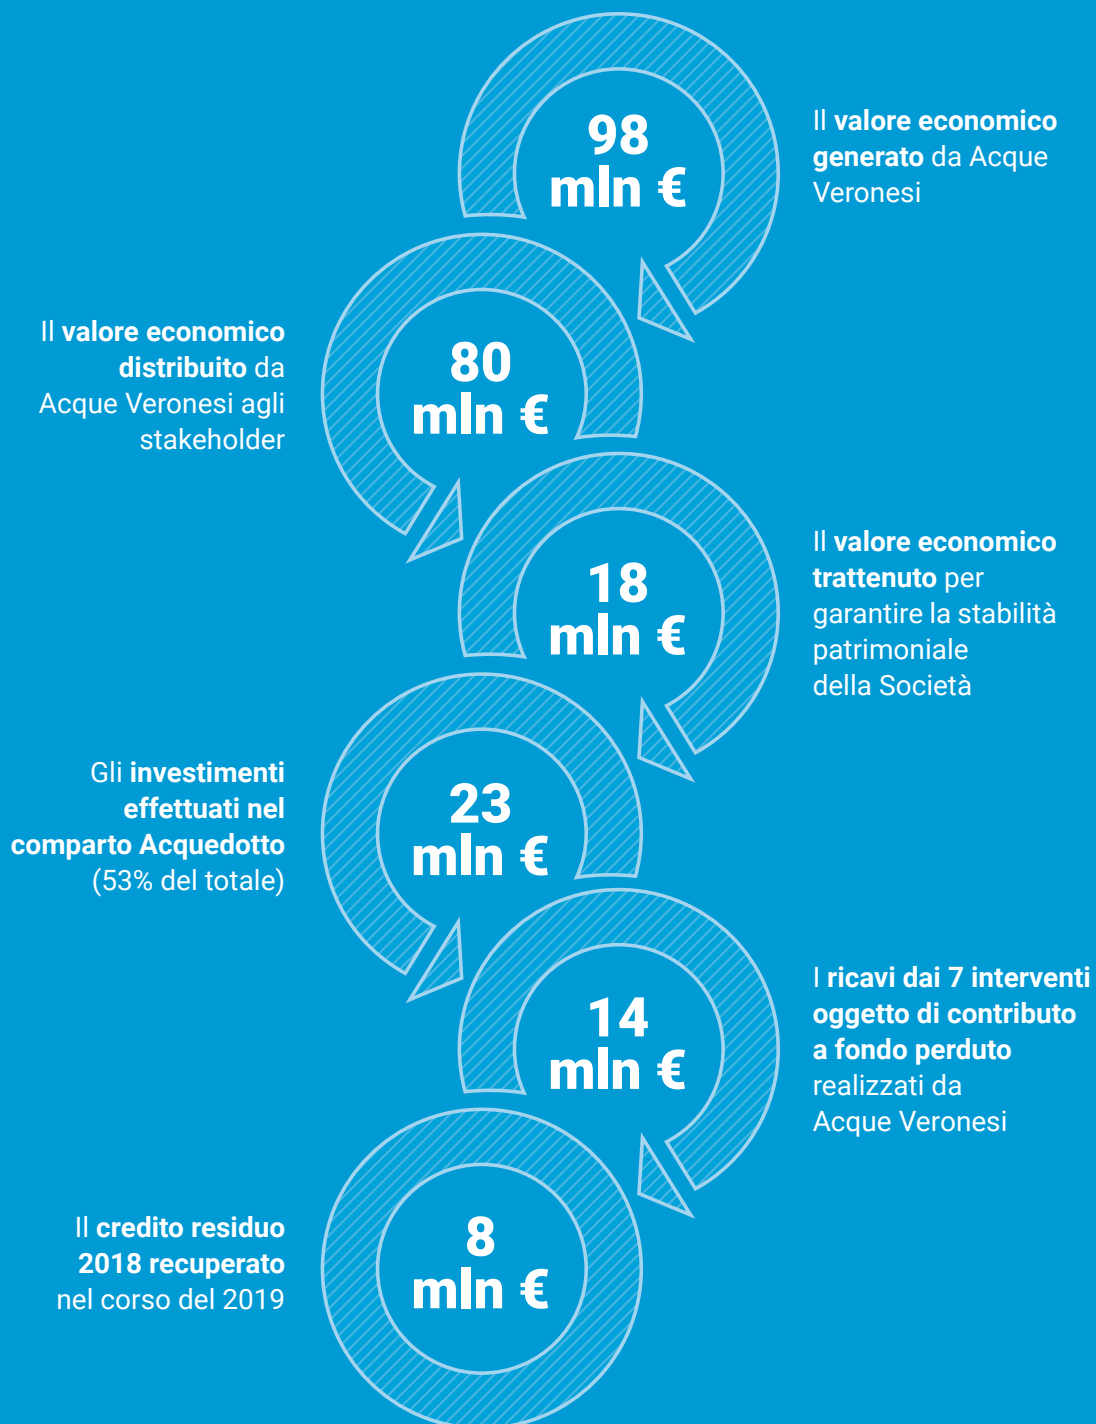 98
mln €
Il valore economico
generato da Acque
Veronesi
Il valore economico
distribuito da
Acque Veronesi agli
stakeholder
80
mln €
18
mln €
Il valore economico
trattenuto per
garantire la stabilità
patrimoniale
della Società
Gli investimenti
effettuati nel
comparto Acquedotto
(53% del totale)
23
mln €
14
mln €
I ricavi dai 7 interventi
oggetto di contributo
a fondo perduto
realizzati da
Acque Veronesi
Il credito residuo
2018 recuperato
nel corso del 2019
8
mln €